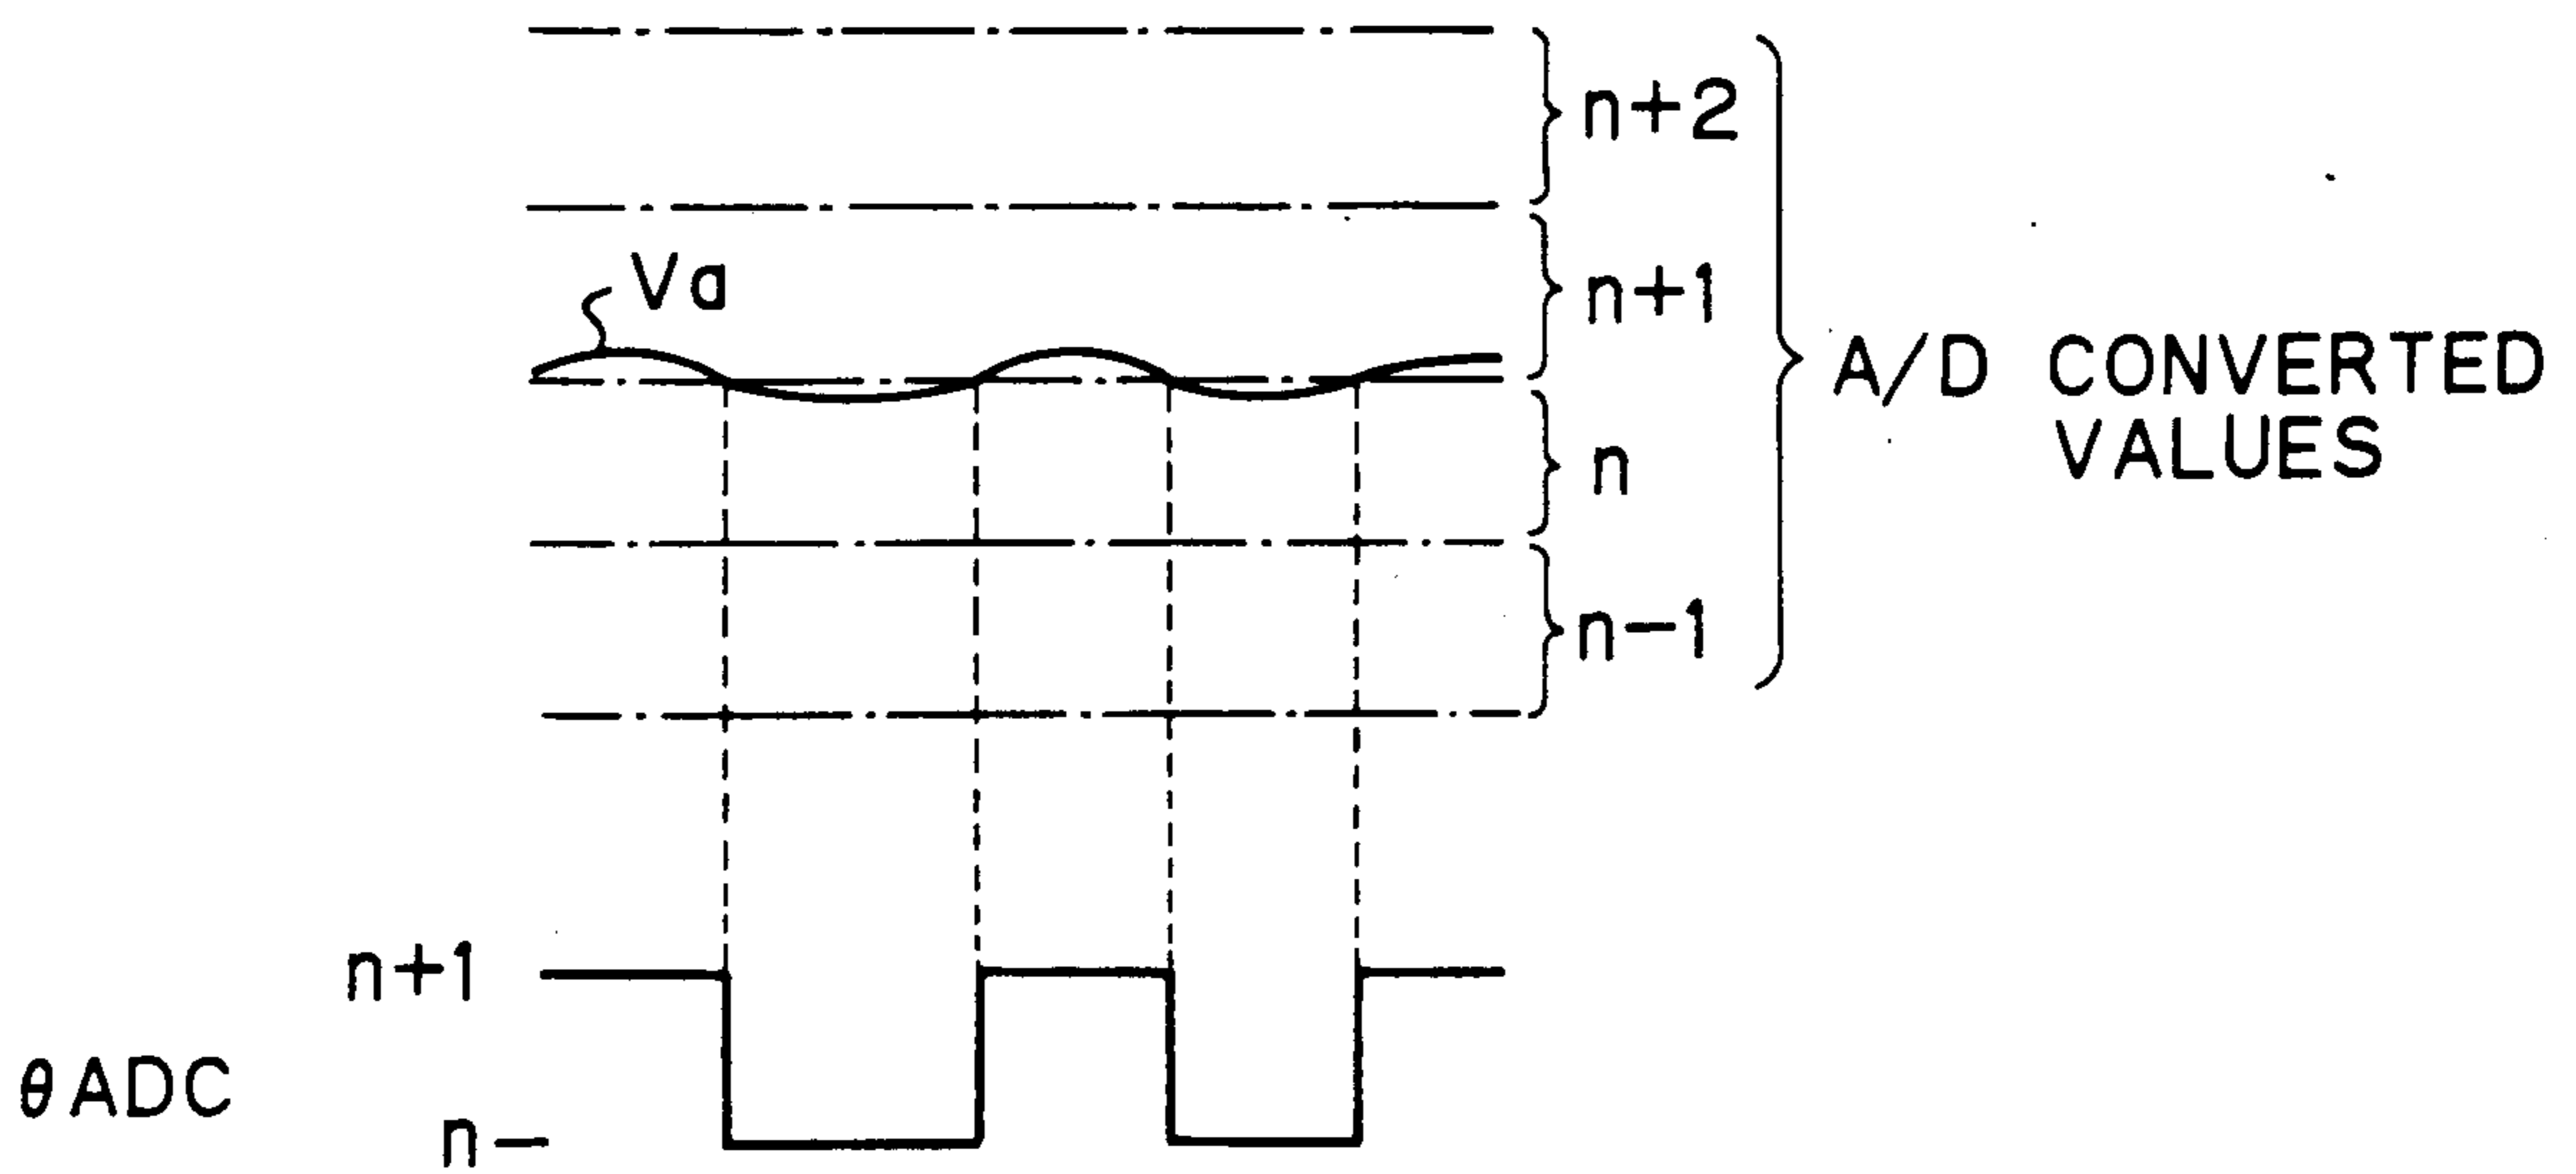 n+2
Va
n+1
A/D CONVERTED
VALUES
n
n-1
n+1
θADC
n